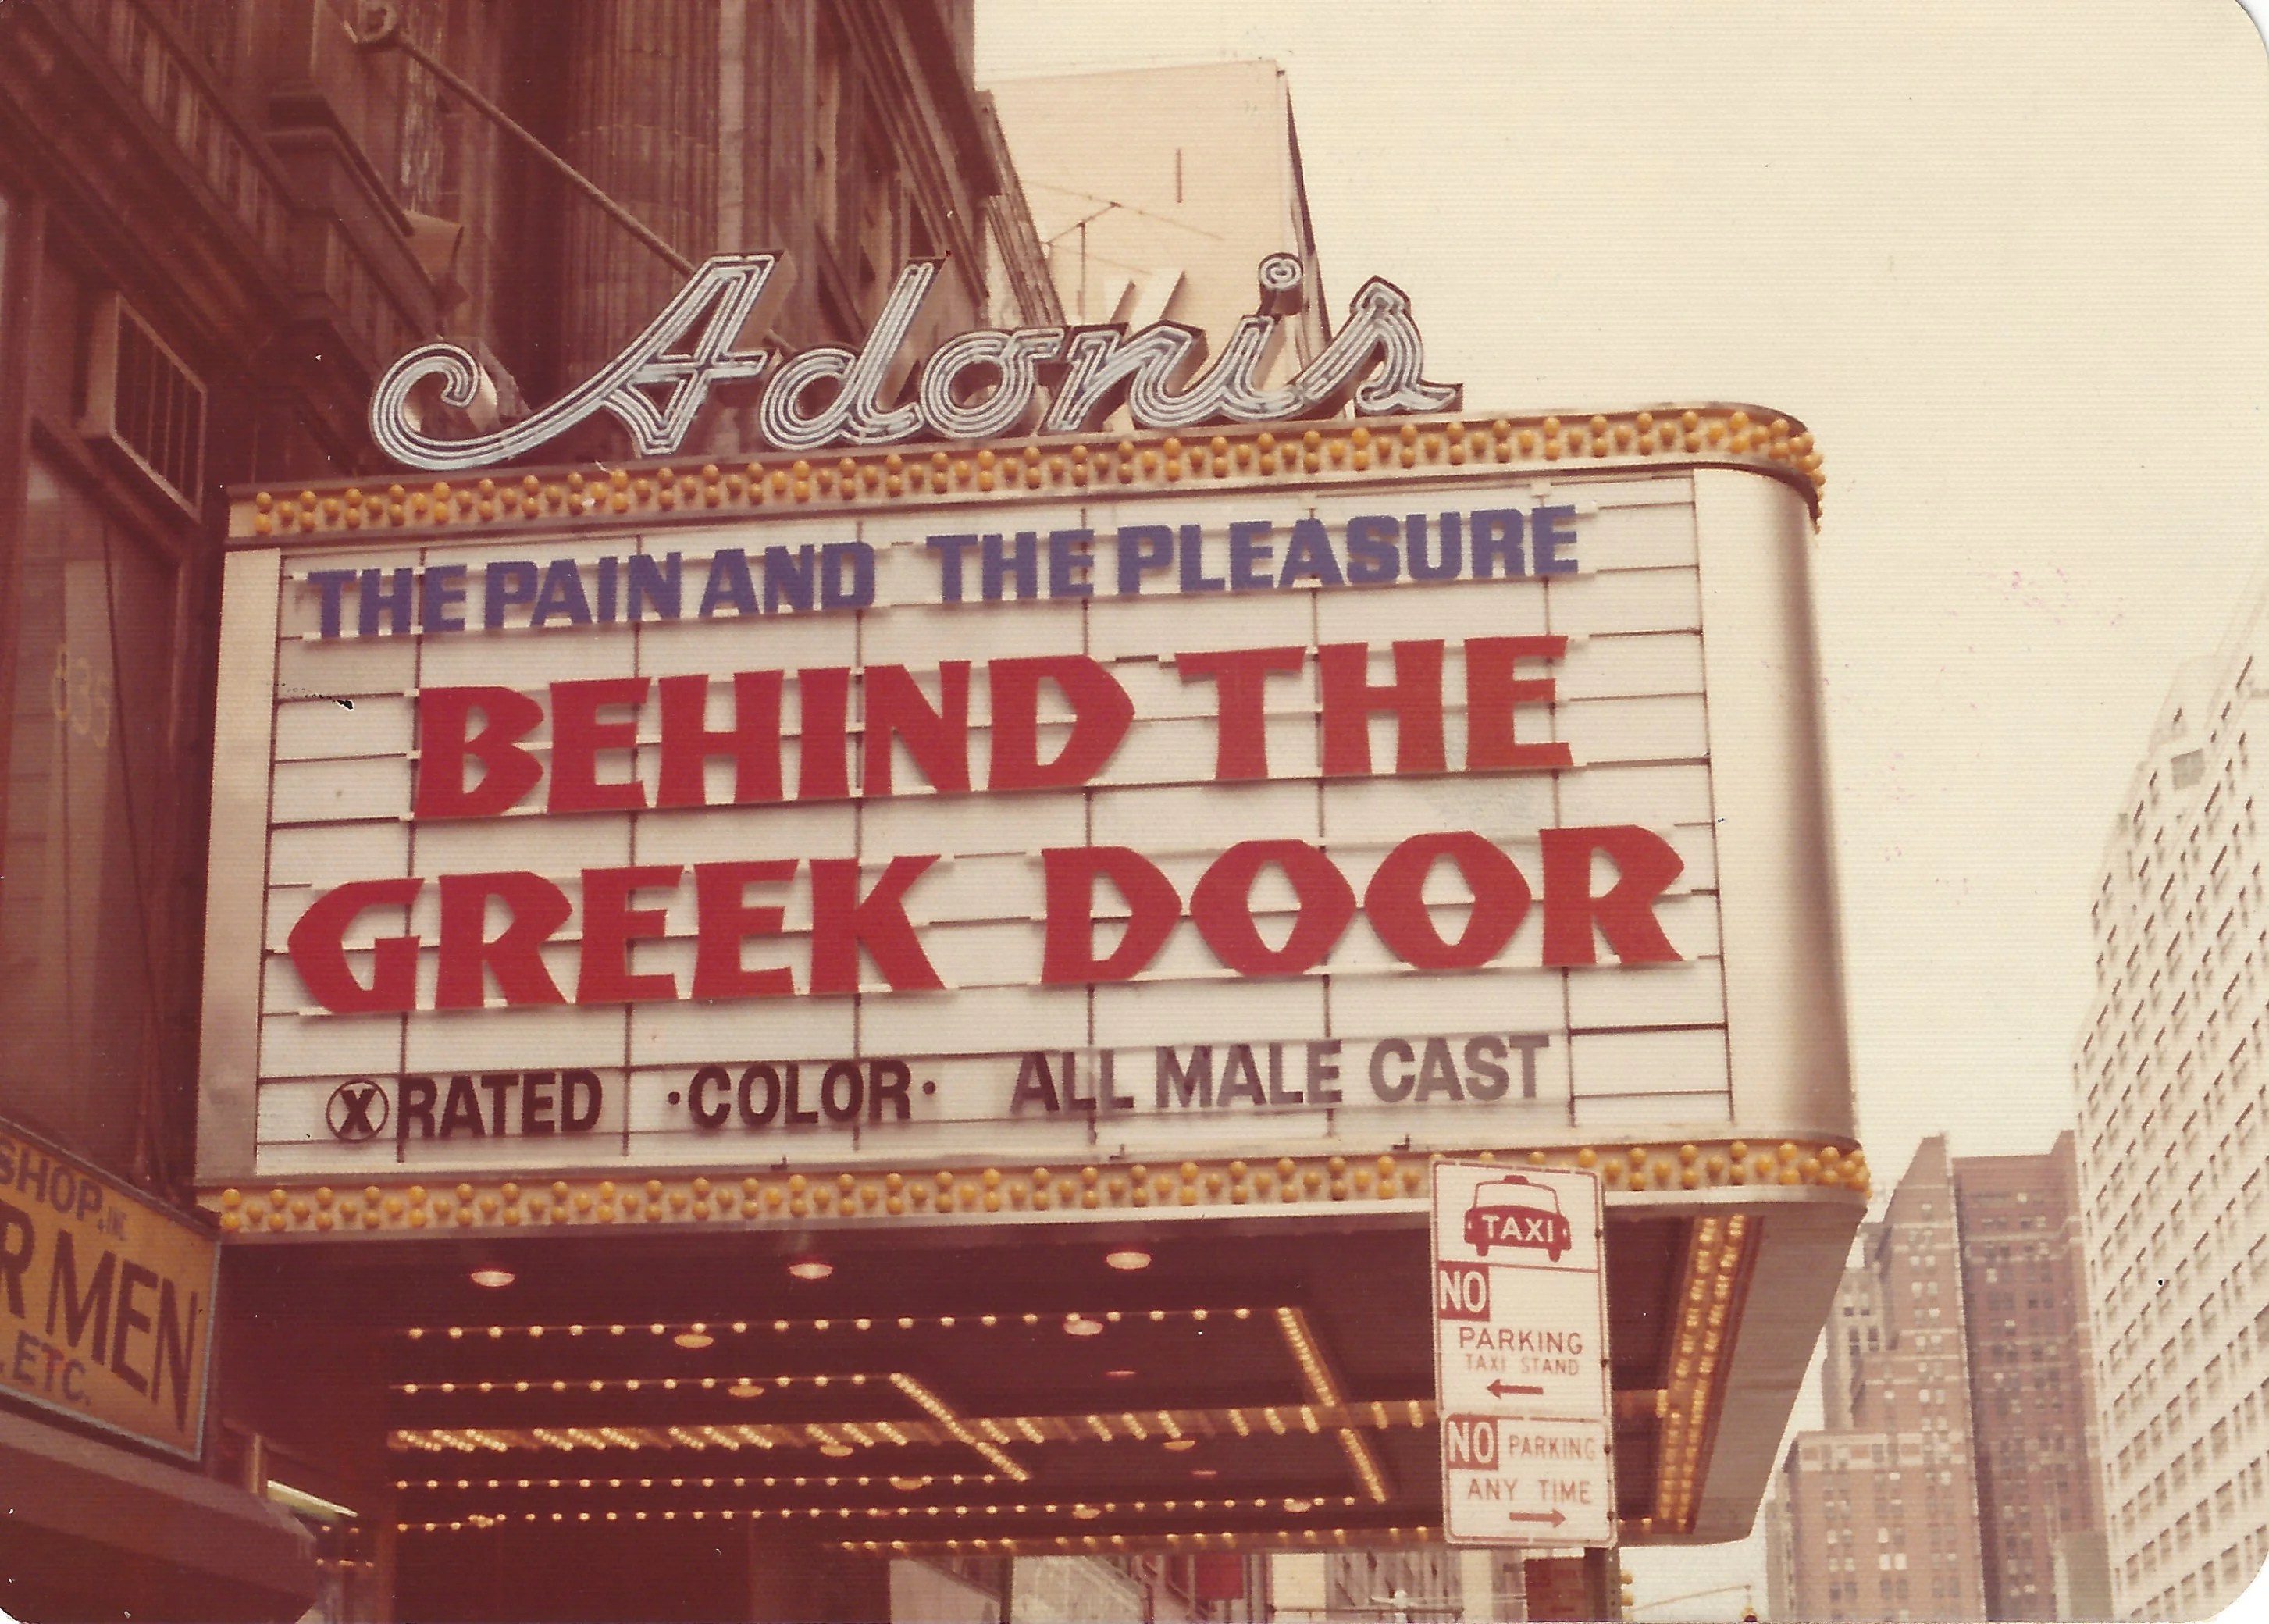 Adonis
THE PAIN AND THE PLEASURE
BEHIND THE
GREEK DOOR
X RATED ·COLOR· ALL MALE CAST
835
SHOP, INC.
R MEN
, ETC.
TAXI
NO
PARKING
TAXI STAND
←
NO PARKING
ANY TIME
→